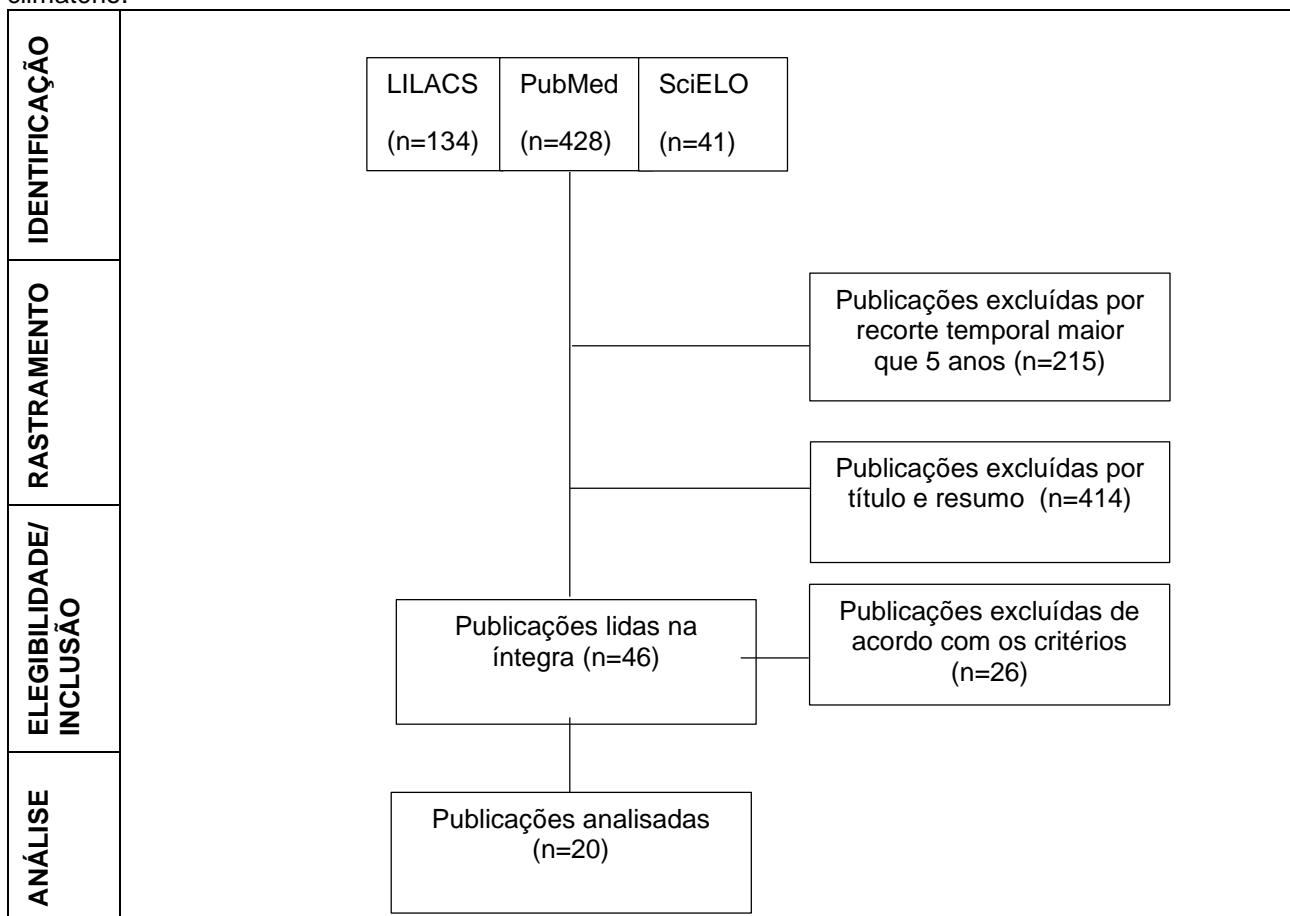 climatério.
IDENTIFICAÇÃO
LILACS
(n=134)
PubMed
(n=428)
SciELO
(n=41)
RASTRAMENTO
Publicações excluídas por
recorte temporal maior
que 5 anos (n=215)
Publicações excluídas por
título e resumo (n=414)
ELEGIBILIDADE/
INCLUSÃO
Publicações lidas na
íntegra (n=46)
Publicações excluídas de
acordo com os critérios
(n=26)
ANÁLISE
Publicações analisadas
(n=20)